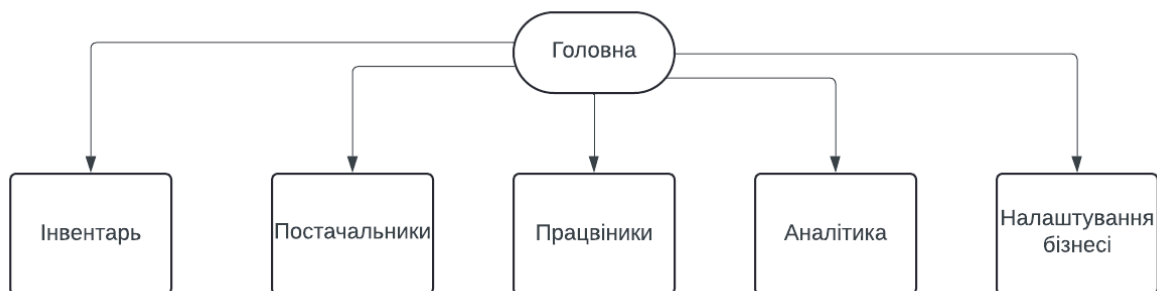 Головна
Інвентарь
Постачальники
Працвіники
Аналітика
Налаштування
бізнесі